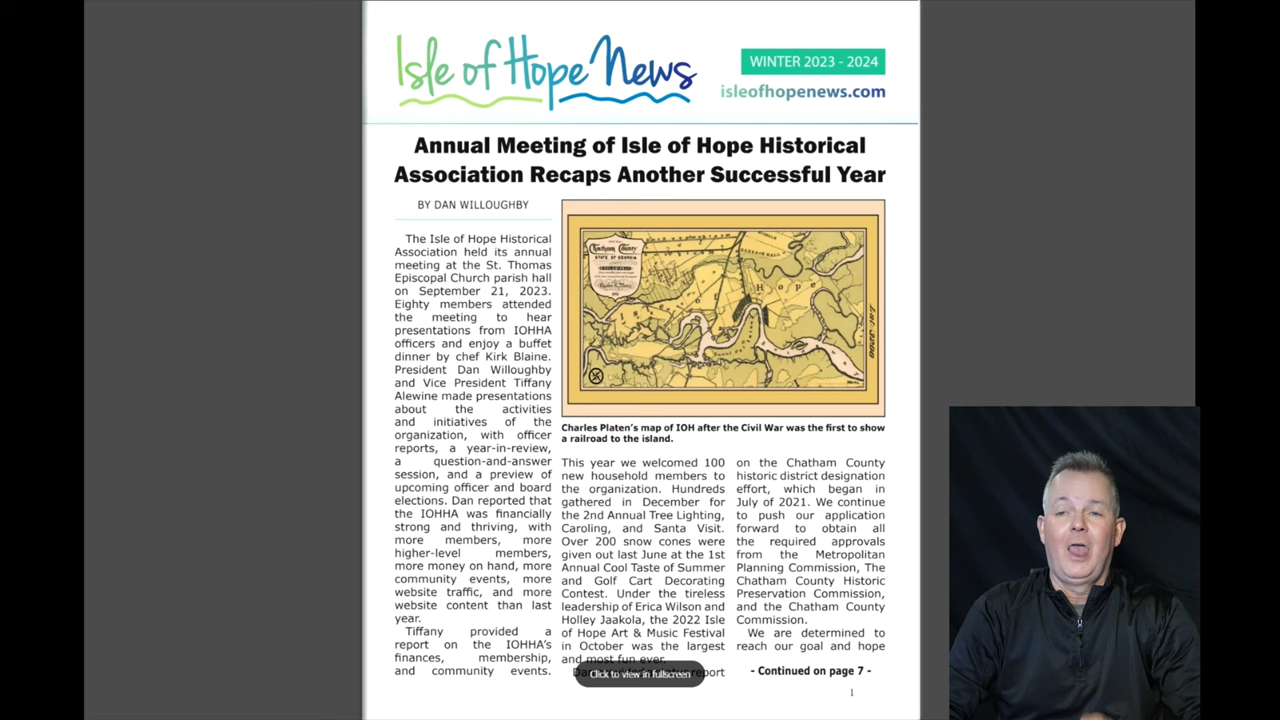 Isle of Hope News
WINTER 2023 - 2024
isleofhopenews.com
Annual Meeting of Isle of Hope Historical
Association Recaps Another Successful Year
BY DAN WILLOUGHBY
The Isle of Hope Historical
Association held its annual
meeting at the St. Thomas
Episcopal Church parish hall
on September 21, 2023.
Eighty members attended
the meeting to hear
presentations from IOHHA
officers and enjoy a buffet
dinner by chef Kirk Blaine.
President Dan Willoughby
and Vice President Tiffany
Alewine made presentations
about the activities
and initiatives of the
organization, with officer
reports, a year-in-review,
a question-and-answer
session, and a preview of
upcoming officer and board
elections. Dan reported that
the IOHHA was financially
strong and thriving, with
more members, more
higher-level members,
more money on hand, more
community events, more
website traffic, and more
website content than last
year.
Tiffany provided a
report on the IOHHA's
finances, membership,
and community events.
Chatham County
STATE OF GEORGIA
Isle of Hope
Charles Platen's map of IOH after the Civil War was the first to show
a railroad to the island.
This year we welcomed 100
new household members to
the organization. Hundreds
gathered in December for
the 2nd Annual Tree Lighting,
Caroling, and Santa Visit.
Over 200 snow cones were
given out last June at the 1st
Annual Cool Taste of Summer
and Golf Cart Decorating
Contest. Under the tireless
leadership of Erica Wilson and
Holley Jaakola, the 2022 Isle
of Hope Art & Music Festival
in October was the largest
and most fun ever.
report
Click to view in fullscreen
on the Chatham County
historic district designation
effort, which began in
July of 2021. We continue
to push our application
forward to obtain all
the required approvals
from the Metropolitan
Planning Commission, The
Chatham County Historic
Preservation Commission,
and the Chatham County
Commission.
We are determined to
reach our goal and hope
- Continued on page 7 -
1